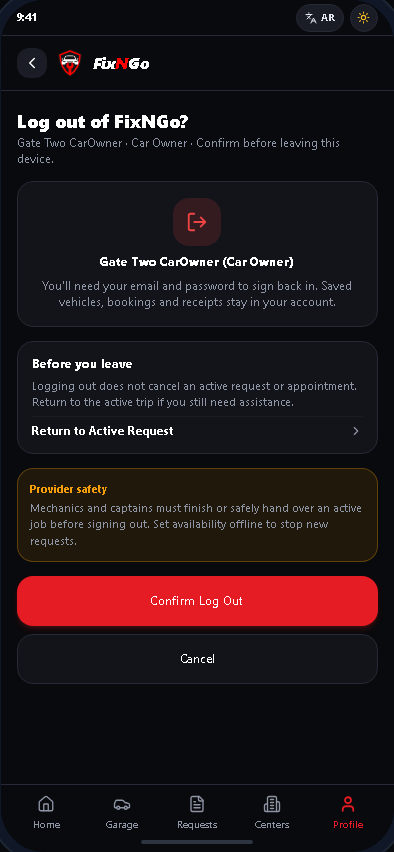 9:41
AR
FixNGo
Log out of FixNGo?
Gate Two CarOwner · Car Owner · Confirm before leaving this
device.
Gate Two CarOwner (Car Owner)
You'll need your email and password to sign back in. Saved
vehicles, bookings and receipts stay in your account.
Before you leave
Logging out does not cancel an active request or appointment.
Return to the active trip if you still need assistance.
Return to Active Request
Provider safety
Mechanics and captains must finish or safely hand over an active
job before signing out. Set availability offline to stop new
requests.
Confirm Log Out
Cancel
Home
Garage
Requests
Centers
Profile